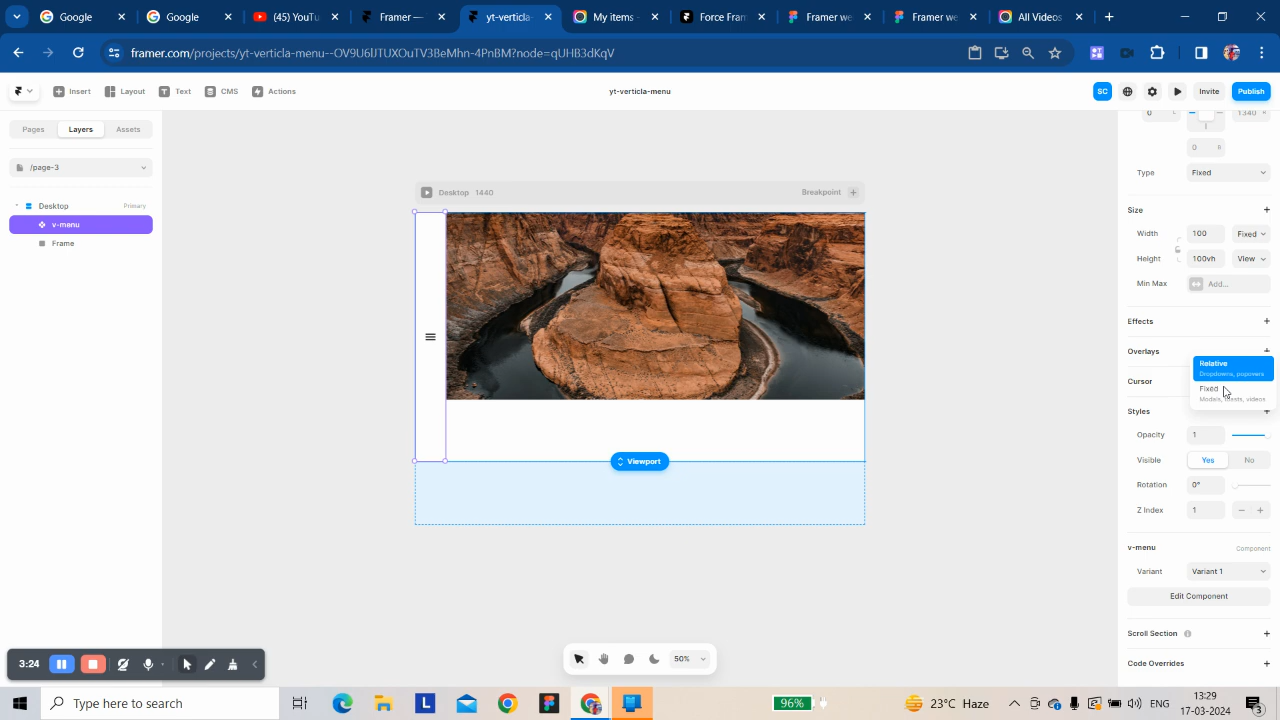 Google
Google
(45) YouTu
Framer —
yt-verticla-
My items -
Force Fram
Framer we
Framer we
All Videos
framer.com/projects/yt-verticla-menu--OV9U6lJTUXOuTV3BeMhn-4PnBM?node=qUHB3dKqV
Insert
Layout
Text
CMS
Actions
yt-verticla-menu
SC
Invite
Publish
Pages
Layers
Assets
/page-3
Desktop
Primary
v-menu
Frame
Desktop 1440
Breakpoint
Viewport
50%
0 L
1340 R
0 B
Type
Fixed
Size
Width
100
Fixed
Height
100vh
View
Min Max
Add...
Effects
Overlays
Relative
Dropdowns, popovers
Cursor
Fixed
Modals, toasts, videos
Styles
Opacity
1
Visible
Yes
No
Rotation
0°
Z Index
1
v-menu
Component
Variant
Variant 1
Edit Component
Scroll Section
Code Overrides
3:24
Type here to search
L
96%
23°C Haze
ENG
13:29
17-03-2024
3